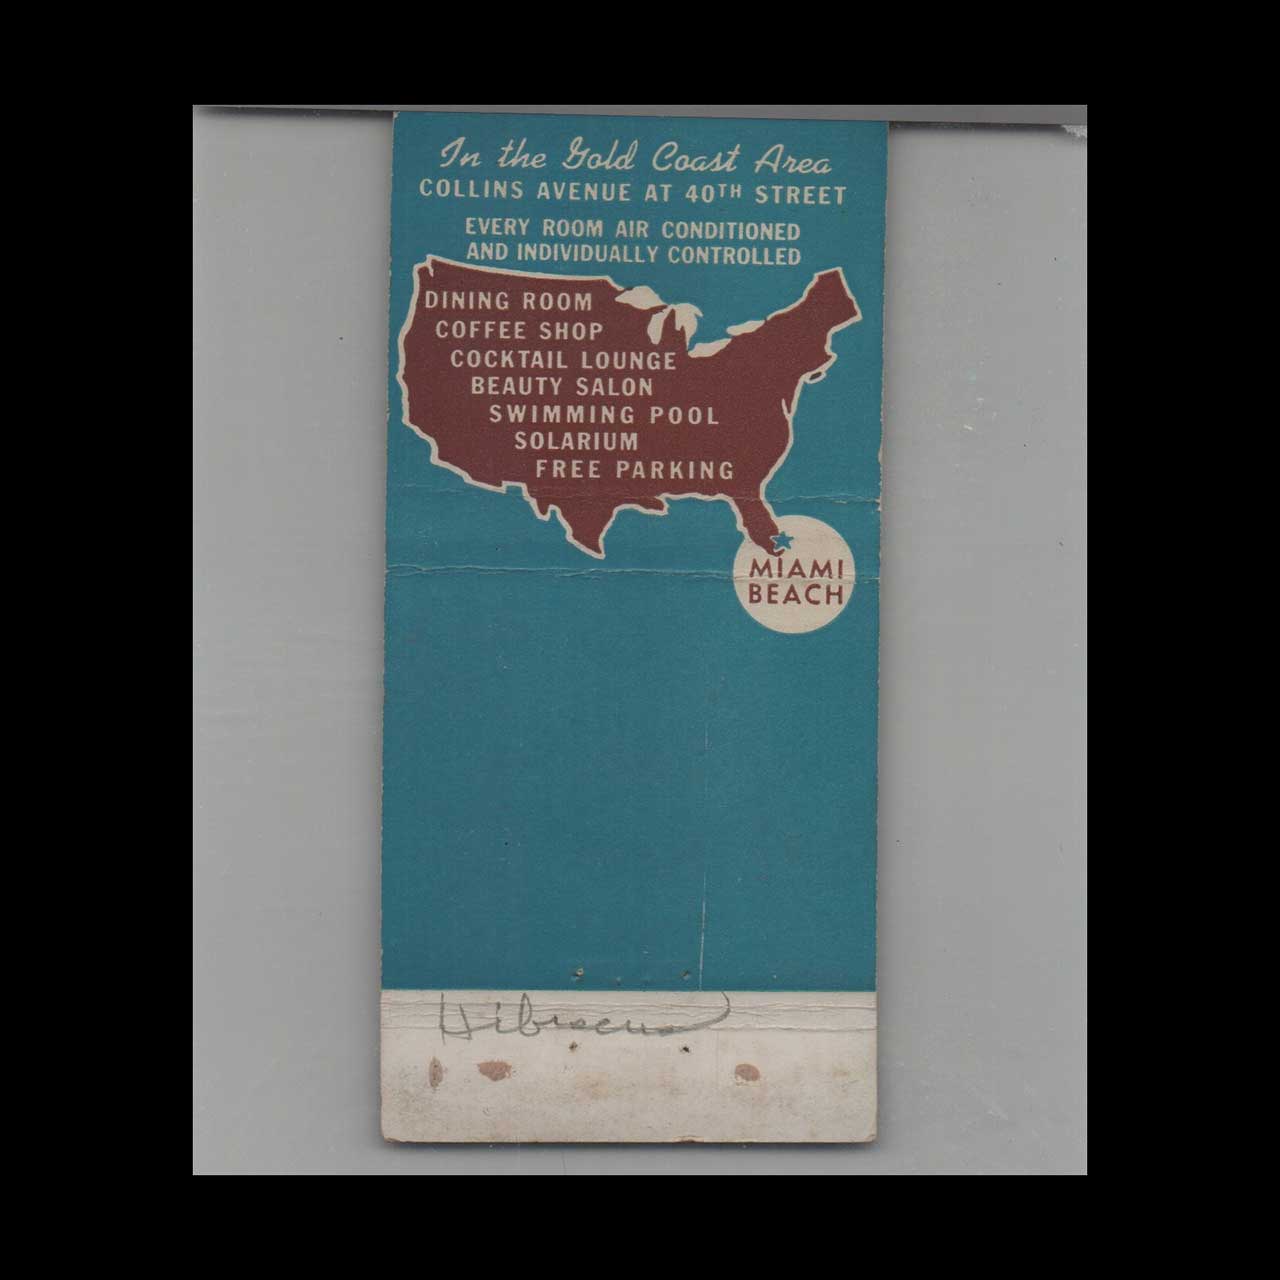 In the Gold Coast Area
COLLINS AVENUE AT 40TH STREET
EVERY ROOM AIR CONDITIONED
AND INDIVIDUALLY CONTROLLED
DINING ROOM
COFFEE SHOP
COCKTAIL LOUNGE
BEAUTY SALON
SWIMMING POOL
SOLARIUM
FREE PARKING
MIAMI
BEACH
Hibiscus